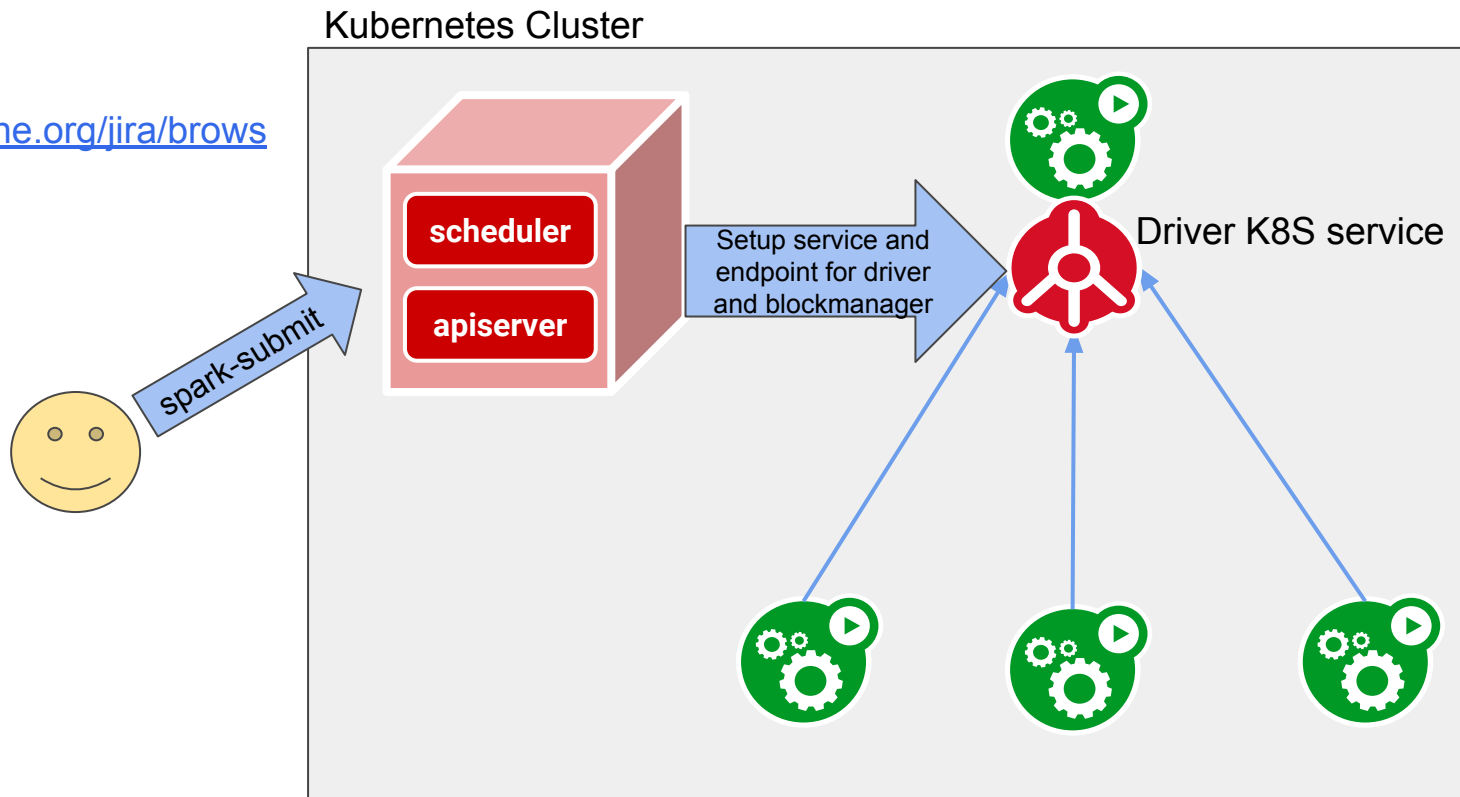 Kubernetes Cluster
ne.org/jira/brows
scheduler
apiserver
spark-submit
Setup service and
endpoint for driver
and blockmanager
Driver K8S service